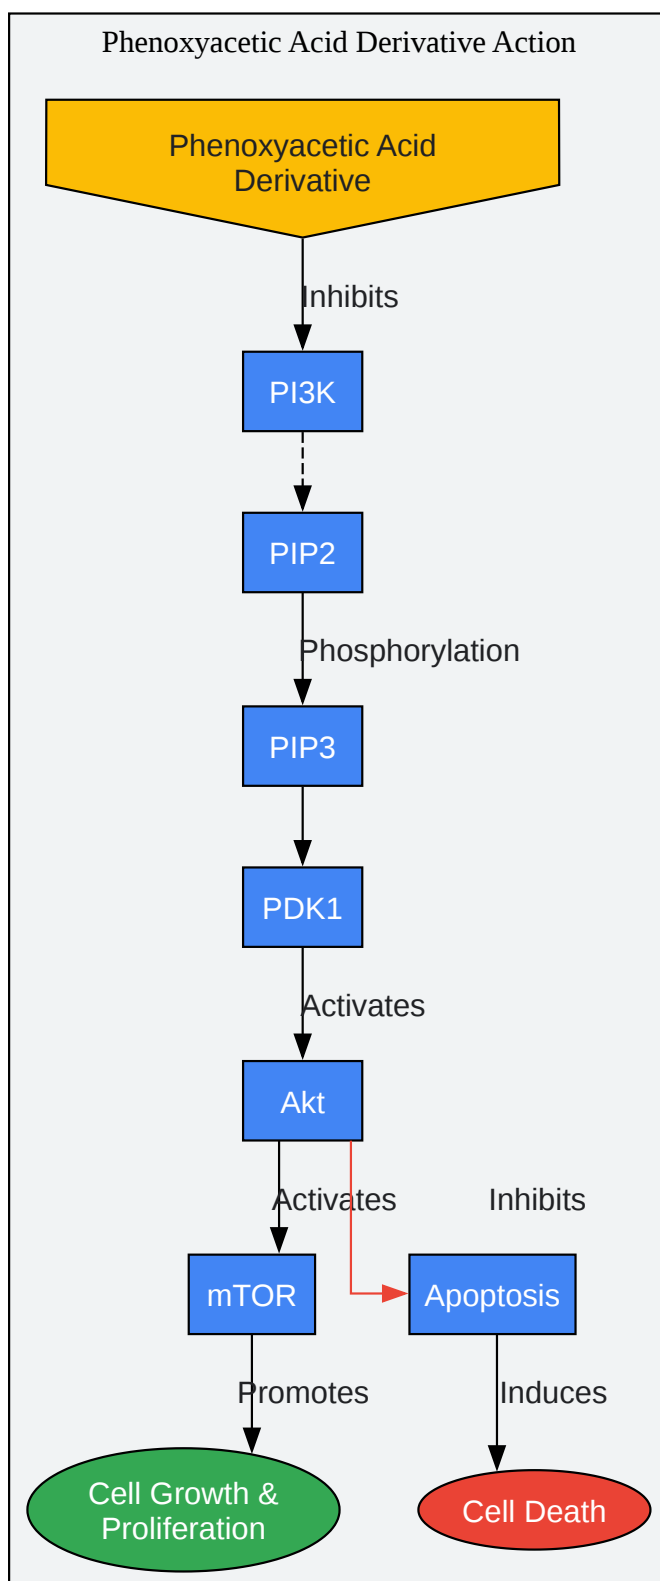 Phenoxyacetic Acid Derivative Action
Phenoxyacetic Acid
Derivative
Inhibits
PI3K
PIP2
Phosphorylation
PIP3
PDK1
Activates
Akt
Activates
Inhibits
mTOR
Apoptosis
Promotes
Induces
Cell Growth &
Proliferation
Cell Death